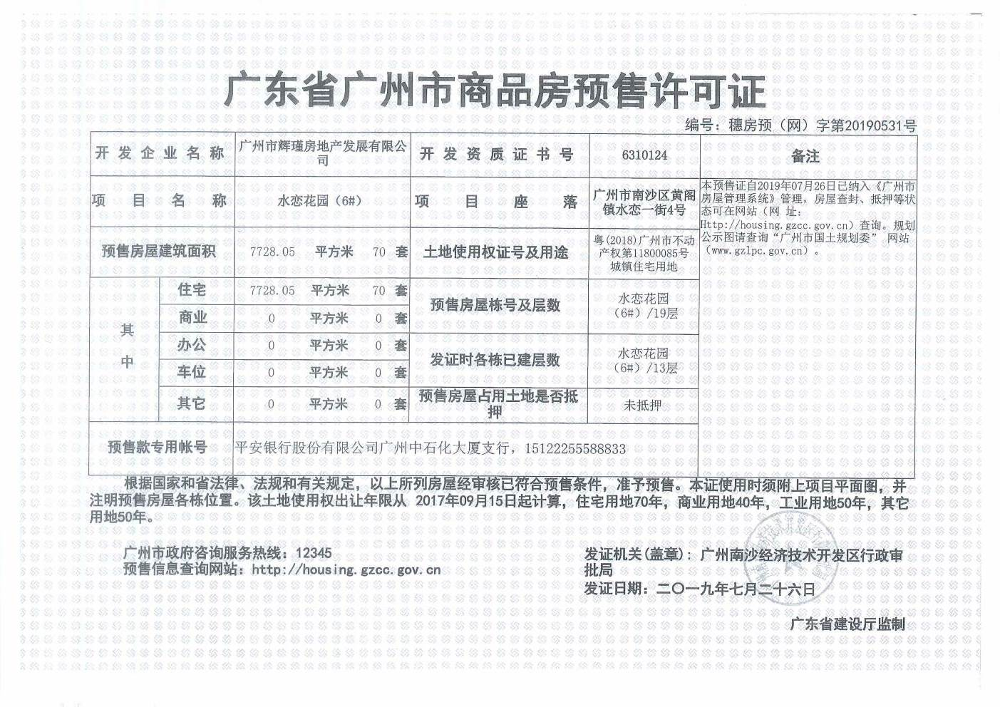 广东省广州市商品房预售许可证
编号：穗房预（网）字第20190531号
开发企业名称
广州市辉瑾房地产发展有限公
司
开发资质证书号
6310124
备注
项目名称
水恋花园（6#）
项目座落
广州市南沙区黄阁
镇水恋一街4号
本预售证自2019年07月26日已纳入《广州市
房屋管理系统》管理，房屋查封、抵押等状
态可在网站（网 址：
Http://housing.gzcc.gov.cn）查询。规划
公示图请查询“广州市国土规划委” 网站
（www.gzlpc.gov.cn）。
预售房屋建筑面积
7728.05 平方米 70 套
土地使用权证号及用途
粤(2018)广州市不动
产权第11800085号
城镇住宅用地
其
中
住宅
7728.05 平方米 70 套
商业
0 平方米 0 套
预售房屋栋号及层数
水恋花园
（6#）/19层
办公
0 平方米 0 套
车位
0 平方米 0 套
发证时各栋已建层数
水恋花园
（6#）/13层
其它
0 平方米 0 套
预售房屋占用土地是否抵
押
未抵押
预售款专用帐号
平安银行股份有限公司广州中石化大厦支行，15122255588833
根据国家和省法律、法规和有关规定，以上所列房屋经审核已符合预售条件，准予预售。本证使用时须附上项目平面图，并
注明预售房屋各栋位置。该土地使用权出让年限从 2017年09月15日起计算，住宅用地70年，商业用地40年，工业用地50年，其它
用地50年。
广州市政府咨询服务热线：12345
预售信息查询网站：http://housing.gzcc.gov.cn
发证机关(盖章)：广州南沙经济技术开发区行政审
批局
发证日期：二〇一九年七月二十六日
广东省建设厅监制